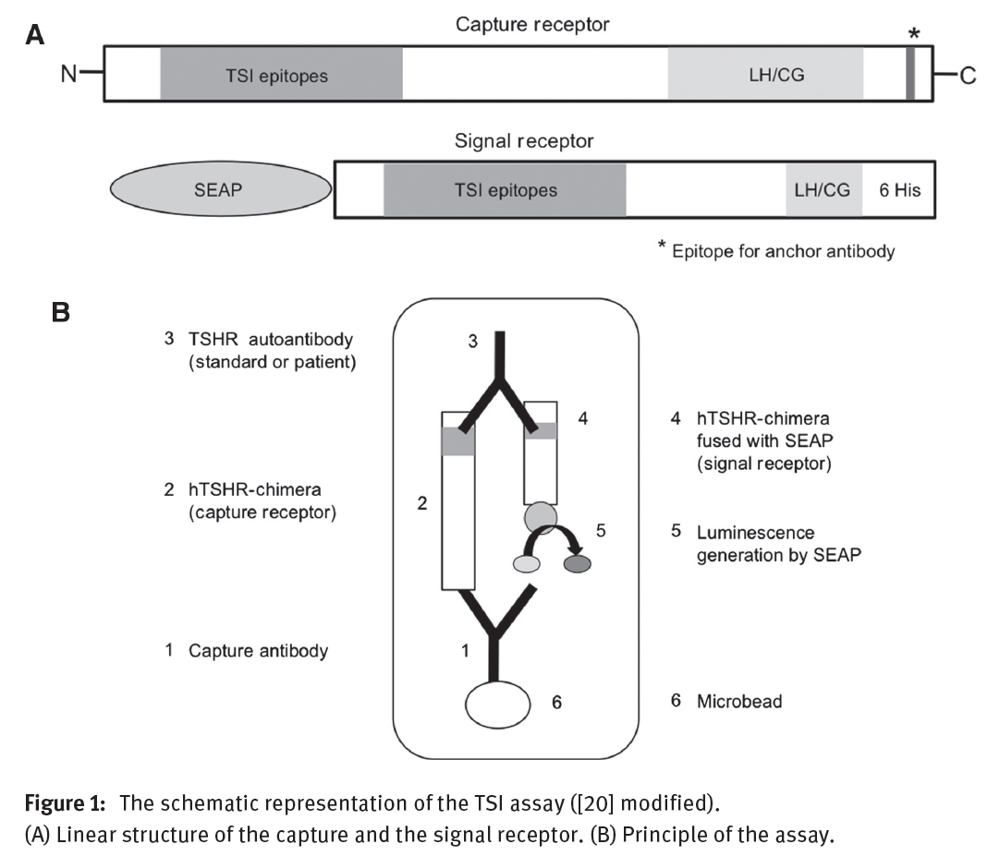 A
Capture receptor
*
N
TSI epitopes
LH/CG
C
Signal receptor
SEAP
TSI epitopes
LH/CG
6 His
* Epitope for anchor antibody
B
3 TSHR autoantibody
(standard or patient)
3
4
4 hTSHR-chimera
fused with SEAP
(signal receptor)
2 hTSHR-chimera
(capture receptor)
2
5
5 Luminescence
generation by SEAP
1 Capture antibody
1
6
6 Microbead
Figure 1: The schematic representation of the TSI assay ([20] modified).
(A) Linear structure of the capture and the signal receptor. (B) Principle of the assay.